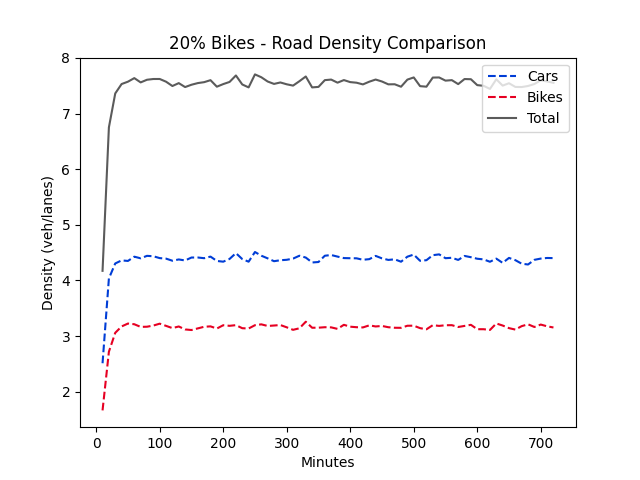 20% Bikes - Road Density Comparison
Density (veh/lanes)
8
7
6
5
4
3
2
0 100 200 300 400 500 600 700
Minutes
Cars
Bikes
Total